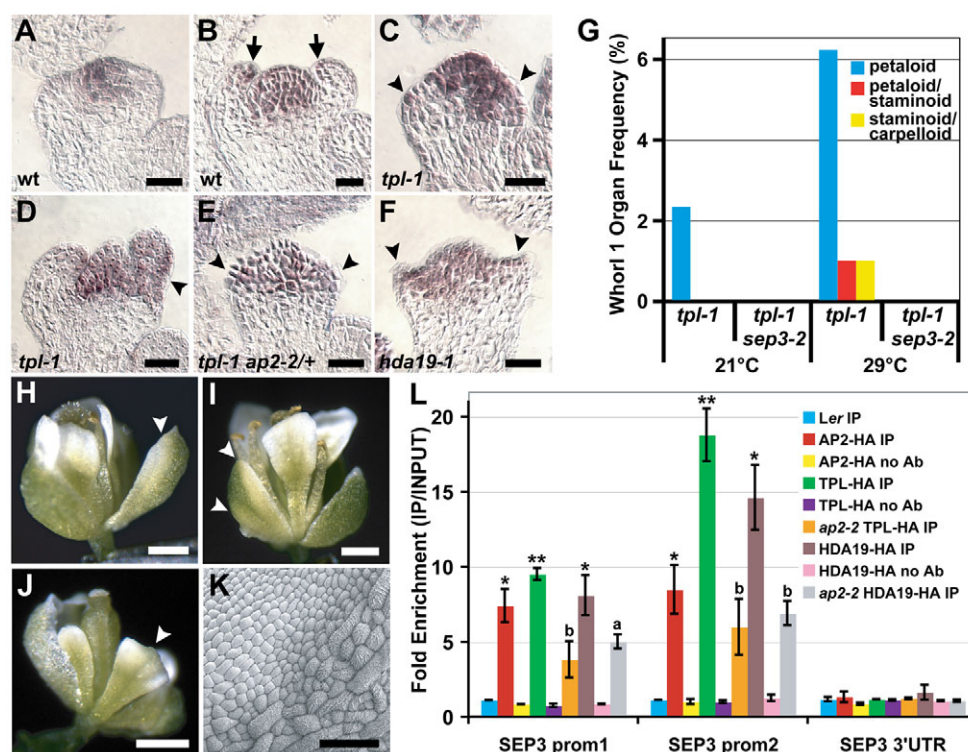 A
B
C
wt
wt
tpl-1
D
E
F
tpl-1
tpl-1 ap2-2/+
hda19-1
G
Whorl 1 Organ Frequency (%)
6
4
2
0
petaloid
petaloid/
staminoid
staminoid/
carpelloid
tpl-1
tpl-1
sep3-2
tpl-1
tpl-1
sep3-2
21°C
29°C
H
I
J
K
L
Fold Enrichment (IP/INPUT)
20
15
10
5
0
*
**
b
*
a
*
**
b
*
b
Ler IP
AP2-HA IP
AP2-HA no Ab
TPL-HA IP
TPL-HA no Ab
ap2-2 TPL-HA IP
HDA19-HA IP
HDA19-HA no Ab
ap2-2 HDA19-HA IP
SEP3 prom1
SEP3 prom2
SEP3 3'UTR